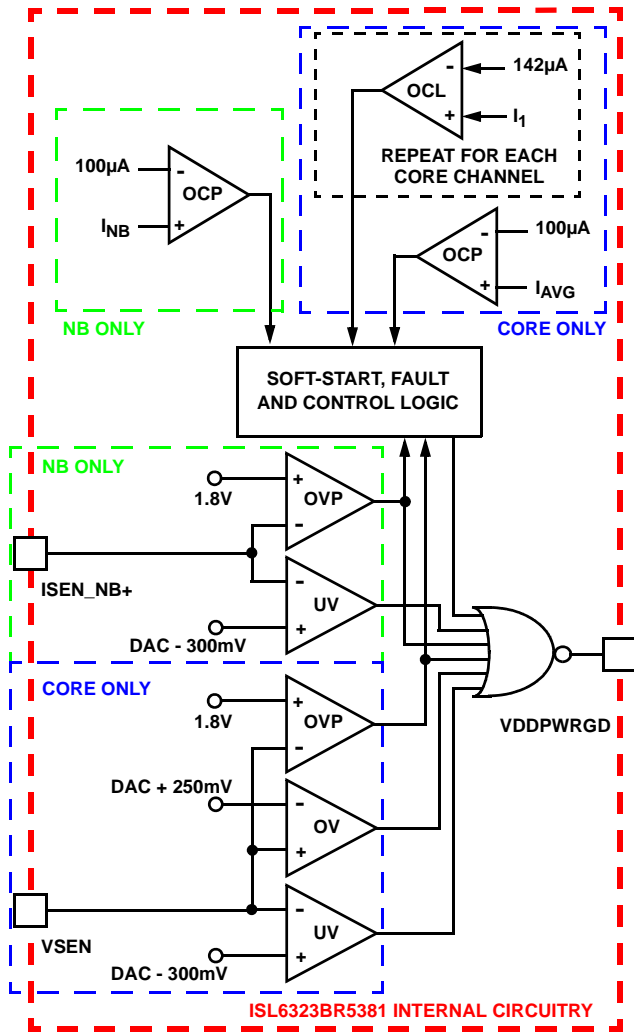 -
142µA
OCL
+
I1
REPEAT FOR EACH
CORE CHANNEL
100µA
-
OCP
INB
+
-
100µA
OCP
+
IAVG
NB ONLY
CORE ONLY
SOFT-START, FAULT
AND CONTROL LOGIC
NB ONLY
+
1.8V
OVP
-
ISEN_NB+
-
UV
+
DAC - 300mV
CORE ONLY
+
1.8V
OVP
-
VDDPWRGD
DAC + 250mV
-
OV
+
-
VSEN
UV
+
DAC - 300mV
ISL6323BR5381 INTERNAL CIRCUITRY